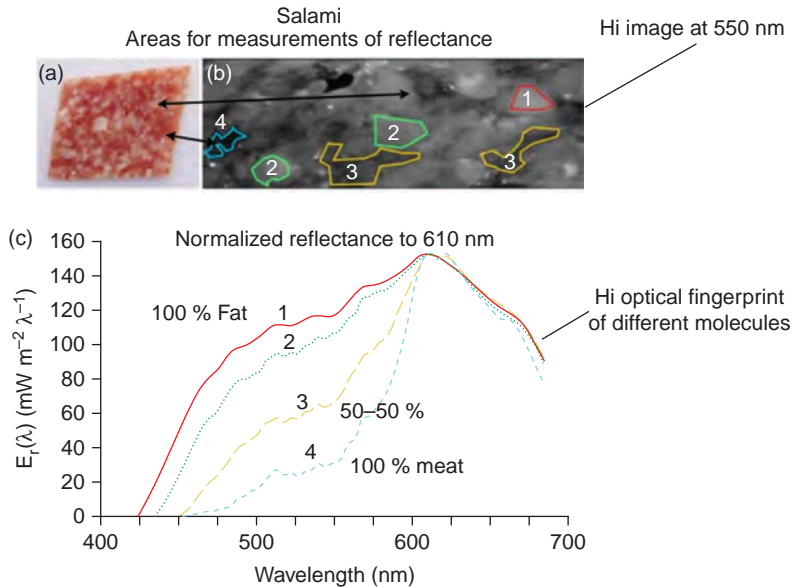 Salami
Areas for measurements of reflectance
Hi image at 550 nm
(a)
(b)
1
2
3
4
2
3
(c)
Normalized reflectance to 610 nm
160
140
120
100
80
60
40
20
0
E_r(λ) (mW m⁻² λ⁻¹)
100 % Fat
1
2
3
50–50 %
4
100 % meat
Hi optical fingerprint
of different molecules
400
500
600
700
Wavelength (nm)